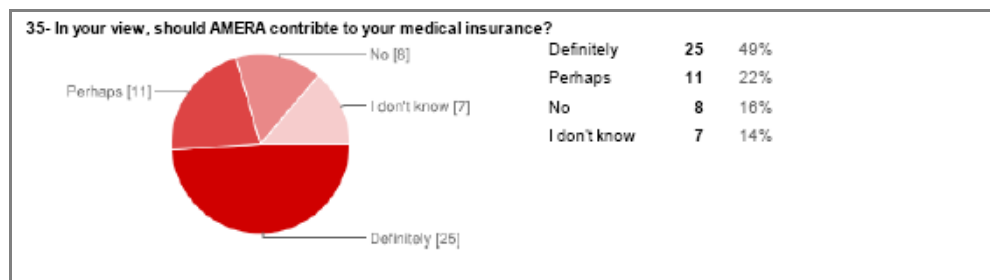 35- In your view, should AMERA contribte to your medical insurance?
No [8]
Perhaps [11]
I don't know [7]
Definitely [25]
Definitely 25 49%
Perhaps 11 22%
No 8 16%
I don't know 7 14%